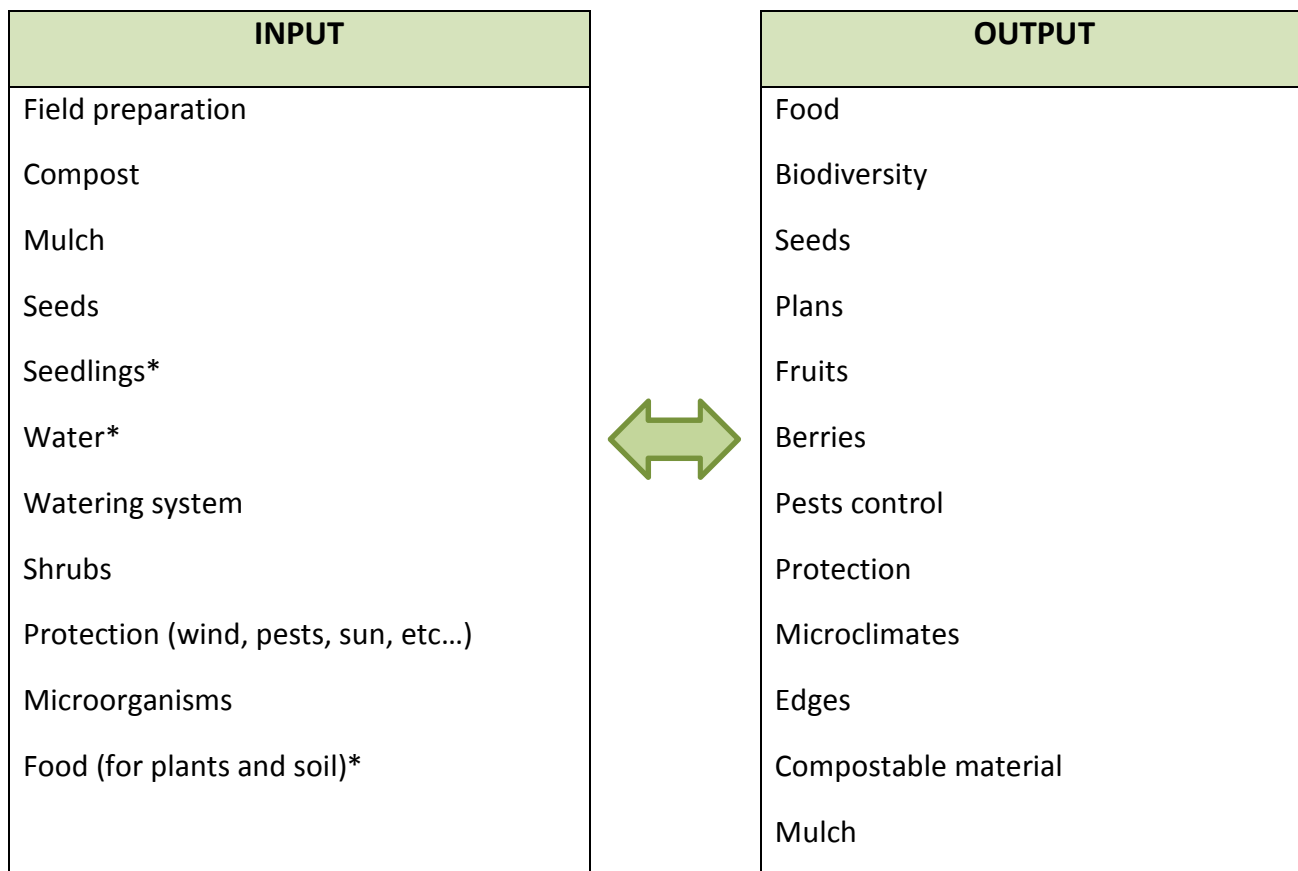 INPUT
Field preparation
Compost
Mulch
Seeds
Seedlings*
Water*
Watering system
Shrubs
Protection (wind, pests, sun, etc…)
Microorganisms
Food (for plants and soil)*
OUTPUT
Food
Biodiversity
Seeds
Plans
Fruits
Berries
Pests control
Protection
Microclimates
Edges
Compostable material
Mulch